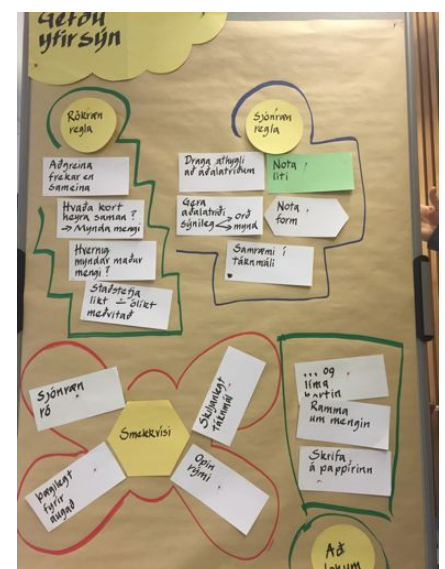 Gefðu
yfirsýn
Rökræn
regla
Aðgreina
frekar en
sameina
Hvaða kort
heyra saman?
→ Mynda mengi
Hvernig
myndar maður
mengi?
Staðsetja
líkt ÷ ólíkt
meðvitað
Sjónræn
regla
Draga athygli
að aðalatriðum
Nota
liti
Gera
aðalatriði
sýnileg
orð
mynd
Nota
form
Samræmi í
táknmáli
Smekkvísi
Sjónræn
ró
Skiljanlegt
táknmál
Þægilegt
fyrir
augað
Opin
rými
... og
líma
kortin
Ramma
um mengin
Skrifa
á pappírinn
Að
lokum